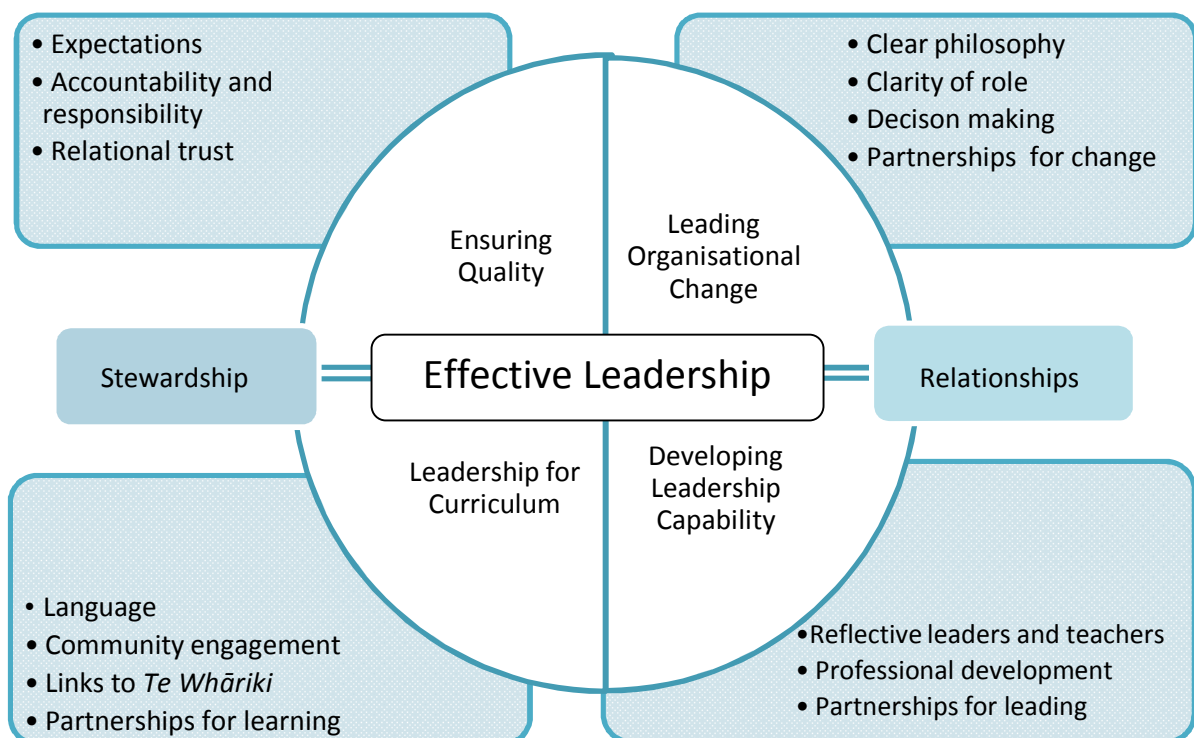 • Expectations
• Accountability and
responsibility
• Relational trust
• Clear philosophy
• Clarity of role
• Decison making
• Partnerships for change
Ensuring
Quality
Leading
Organisational
Change
Stewardship
Effective Leadership
Relationships
Leadership for
Curriculum
Developing
Leadership
Capability
• Language
• Community engagement
• Links to Te Whāriki
• Partnerships for learning
•Reflective leaders and teachers
• Professional development
• Partnerships for leading